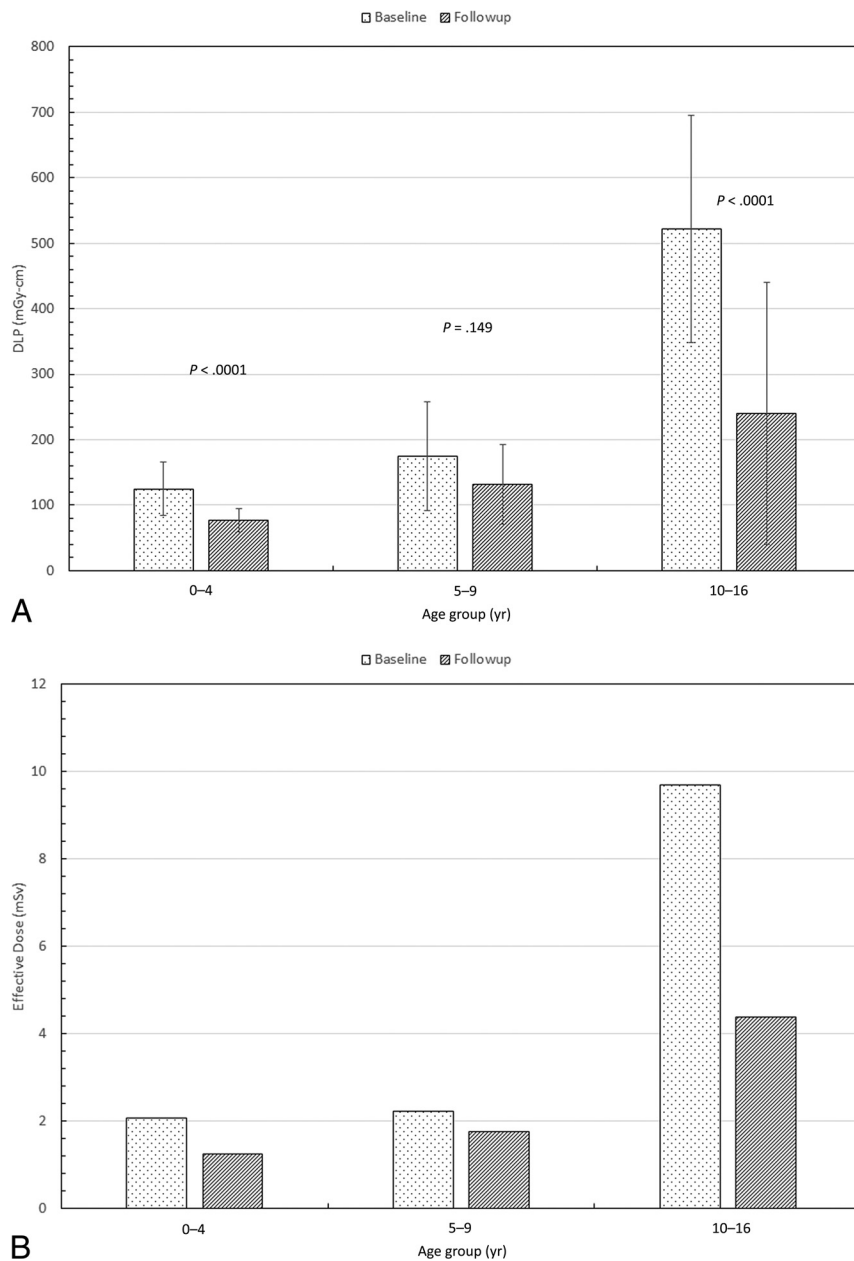 Baseline Followup
800
700
600
P < .0001
500
400
P = .149
P < .0001
300
200
100
0
DLP (mGy-cm)
0–4 5–9 10–16
Age group (yr)
A
Baseline Followup
12
10
8
6
4
2
0
Effective Dose (mSv)
0–4 5–9 10–16
Age group (yr)
B